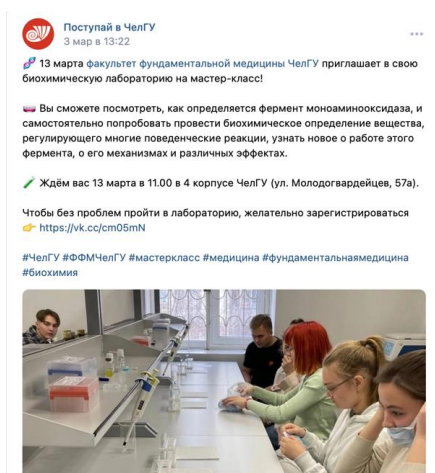 Поступай в ЧелГУ
3 мар в 13:22
13 марта факультет фундаментальной медицины ЧелГУ приглашает в свою
биохимическую лабораторию на мастер-класс!
Вы сможете посмотреть, как определяется фермент моноаминооксидаза, и
самостоятельно попробовать провести биохимическое определение вещества,
регулирующего многие поведенческие реакции, узнать новое о работе этого
фермента, о его механизмах и различных эффектах.
Ждём вас 13 марта в 11.00 в 4 корпусе ЧелГУ (ул. Молодогвардейцев, 57а).
Чтобы без проблем пройти в лабораторию, желательно зарегистрироваться
https://vk.cc/cm05mN
#ЧелГУ #ФФМЧелГУ #мастеркласс #медицина #фундаментальнаямедицина
#биохимия